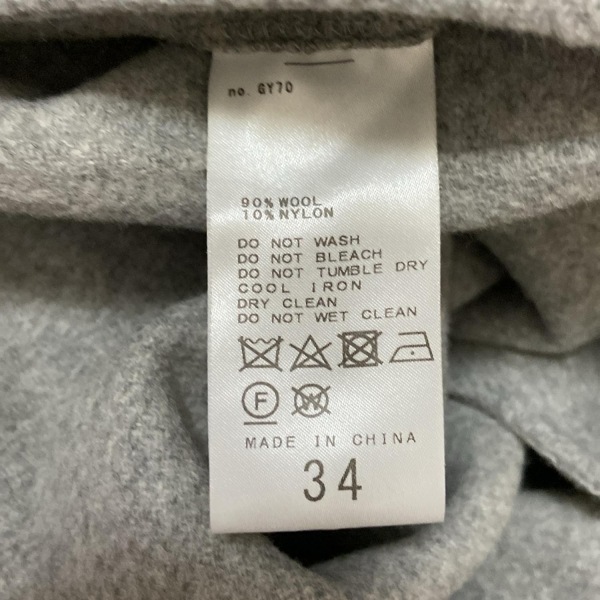 no. GY70
90% WOOL
10% NYLON
DO NOT WASH
DO NOT BLEACH
DO NOT TUMBLE DRY
COOL IRON
DRY CLEAN
DO NOT WET CLEAN
F W
MADE IN CHINA
34